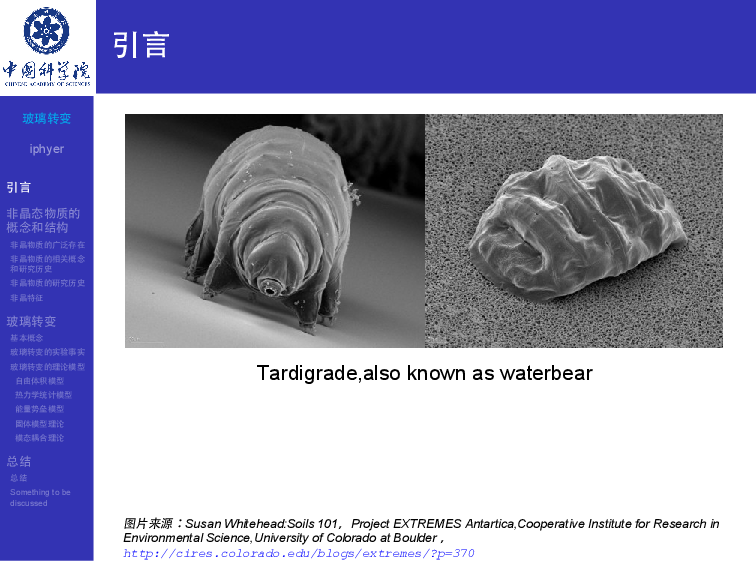 引言
中国科学院
CHINESE ACADEMY OF SCIENCES
玻璃转变
iphyer
引言
非晶态物质的
概念和结构
非晶物质的广泛存在
非晶物质的相关概念
和研究历史
非晶物质的研究历史
非晶特征
玻璃转变
基本概念
玻璃转变的实验事实
玻璃转变的理论模型
自由体积模型
热力学统计模型
能量势垒模型
固体模型理论
模态耦合理论
总结
总结
Something to be
discussed
Tardigrade,also known as waterbear
图片来源：Susan Whitehead:Soils 101，Project EXTREMES Antartica,Cooperative Institute for Research in
Environmental Science,University of Colorado at Boulder，
http://cires.colorado.edu/blogs/extremes/?p=370